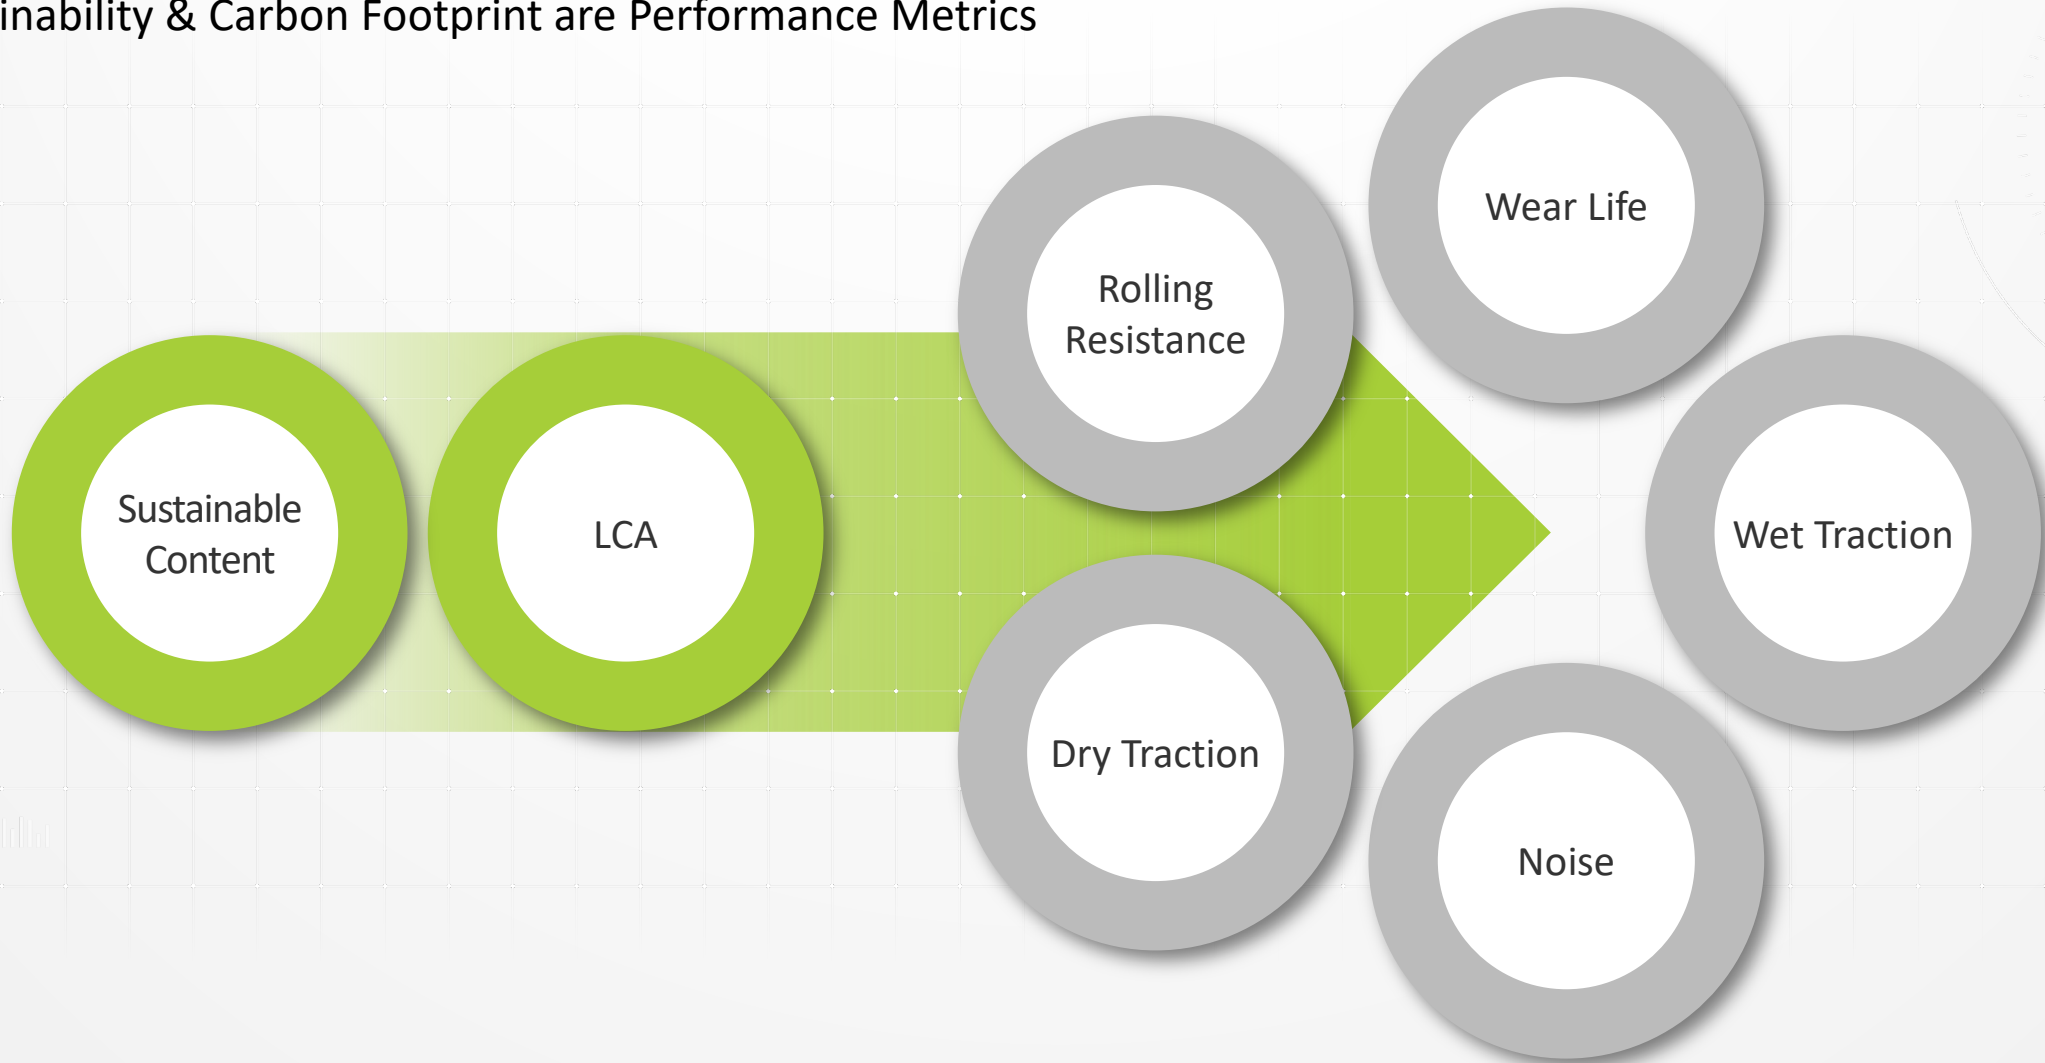 inability & Carbon Footprint are Performance Metrics
Wear Life
Rolling
Resistance
Sustainable
Content
LCA
Wet Traction
Dry Traction
Noise